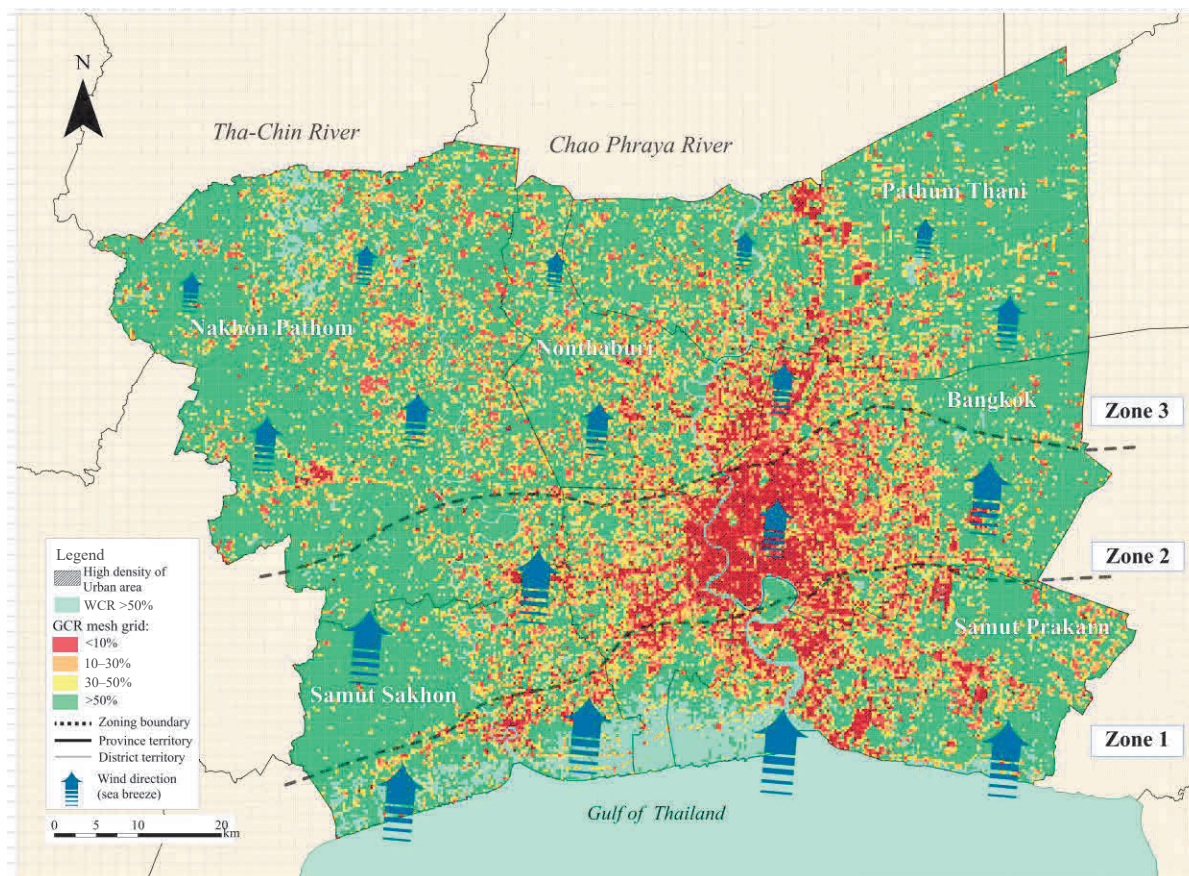 N
Tha-Chin River
Chao Phraya River
Pathum Thani
Nakhon Pathom
Nonthaburi
Bangkok
Zone 3
Zone 2
Samut Prakarn
Samut Sakhon
Zone 1
Gulf of Thailand
Legend
High density of
Urban area
WCR >50%
GCR mesh grid:
<10%
10–30%
30–50%
>50%
Zoning boundary
Province territory
District territory
Wind direction
(sea breeze)
0 5 10 20
km